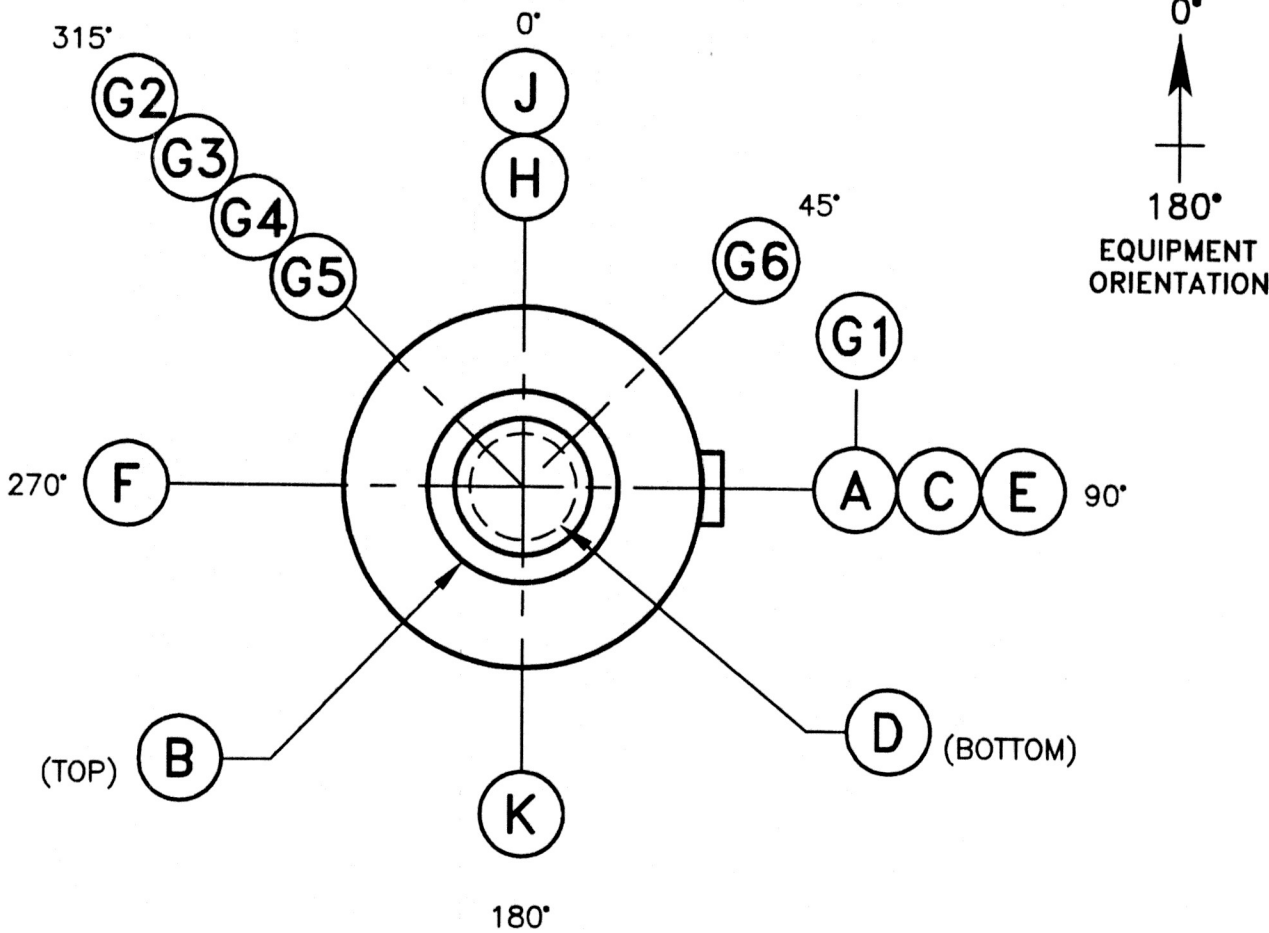 0°
315°
0°
G2
J
G3
H
180°
EQUIPMENT
ORIENTATION
45°
G4
G6
G5
G1
270°
F
A
C
E
90°
(TOP)
B
D
(BOTTOM)
K
180°